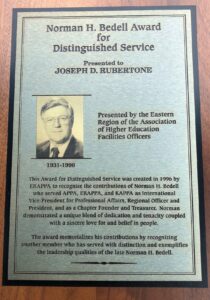 Norman H. Bedell Award
for
Distinguished Service
Presented to
JOSEPH D. RUBERTONE
Presented by the Eastern
Region of the Association
of Higher Education
Facilities Officers
1931-1996
This Award for Distinguished Service was created in 1996 by
ERAPPA to recognize the contributions of Norman H. Bedell
who served APPA, ERAPPA, and KAPPA as International
Vice-President for Professional Affairs, Regional Officer and
President, and as a Chapter Founder and Treasurer. Norman
demonstrated a unique blend of dedication and tenacity coupled
with a sincere love for and belief in people.
The award memorializes his contributions by recognizing
another member who has served with distinction and exemplifies
the leadership qualities of the late Norman H. Bedell.